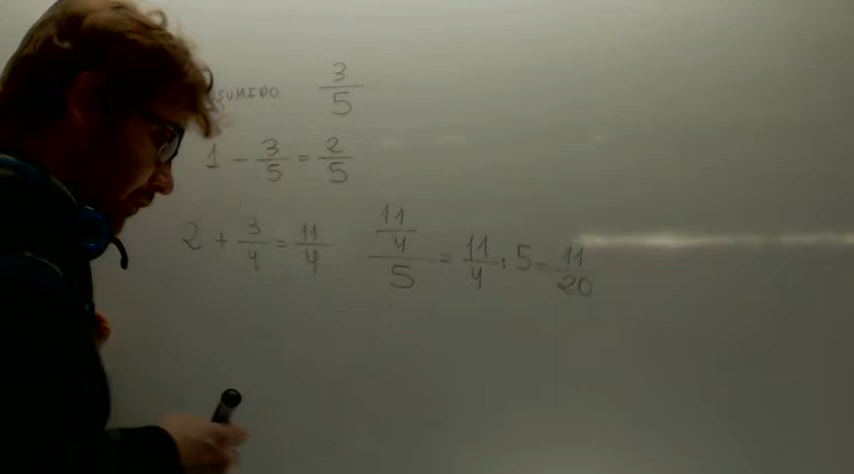 SUMIDO 3/5
1 - 3/5 = 2/5
2 + 3/4 = 11/4 (11/4)/5 = 11/4 : 5 = 11/20